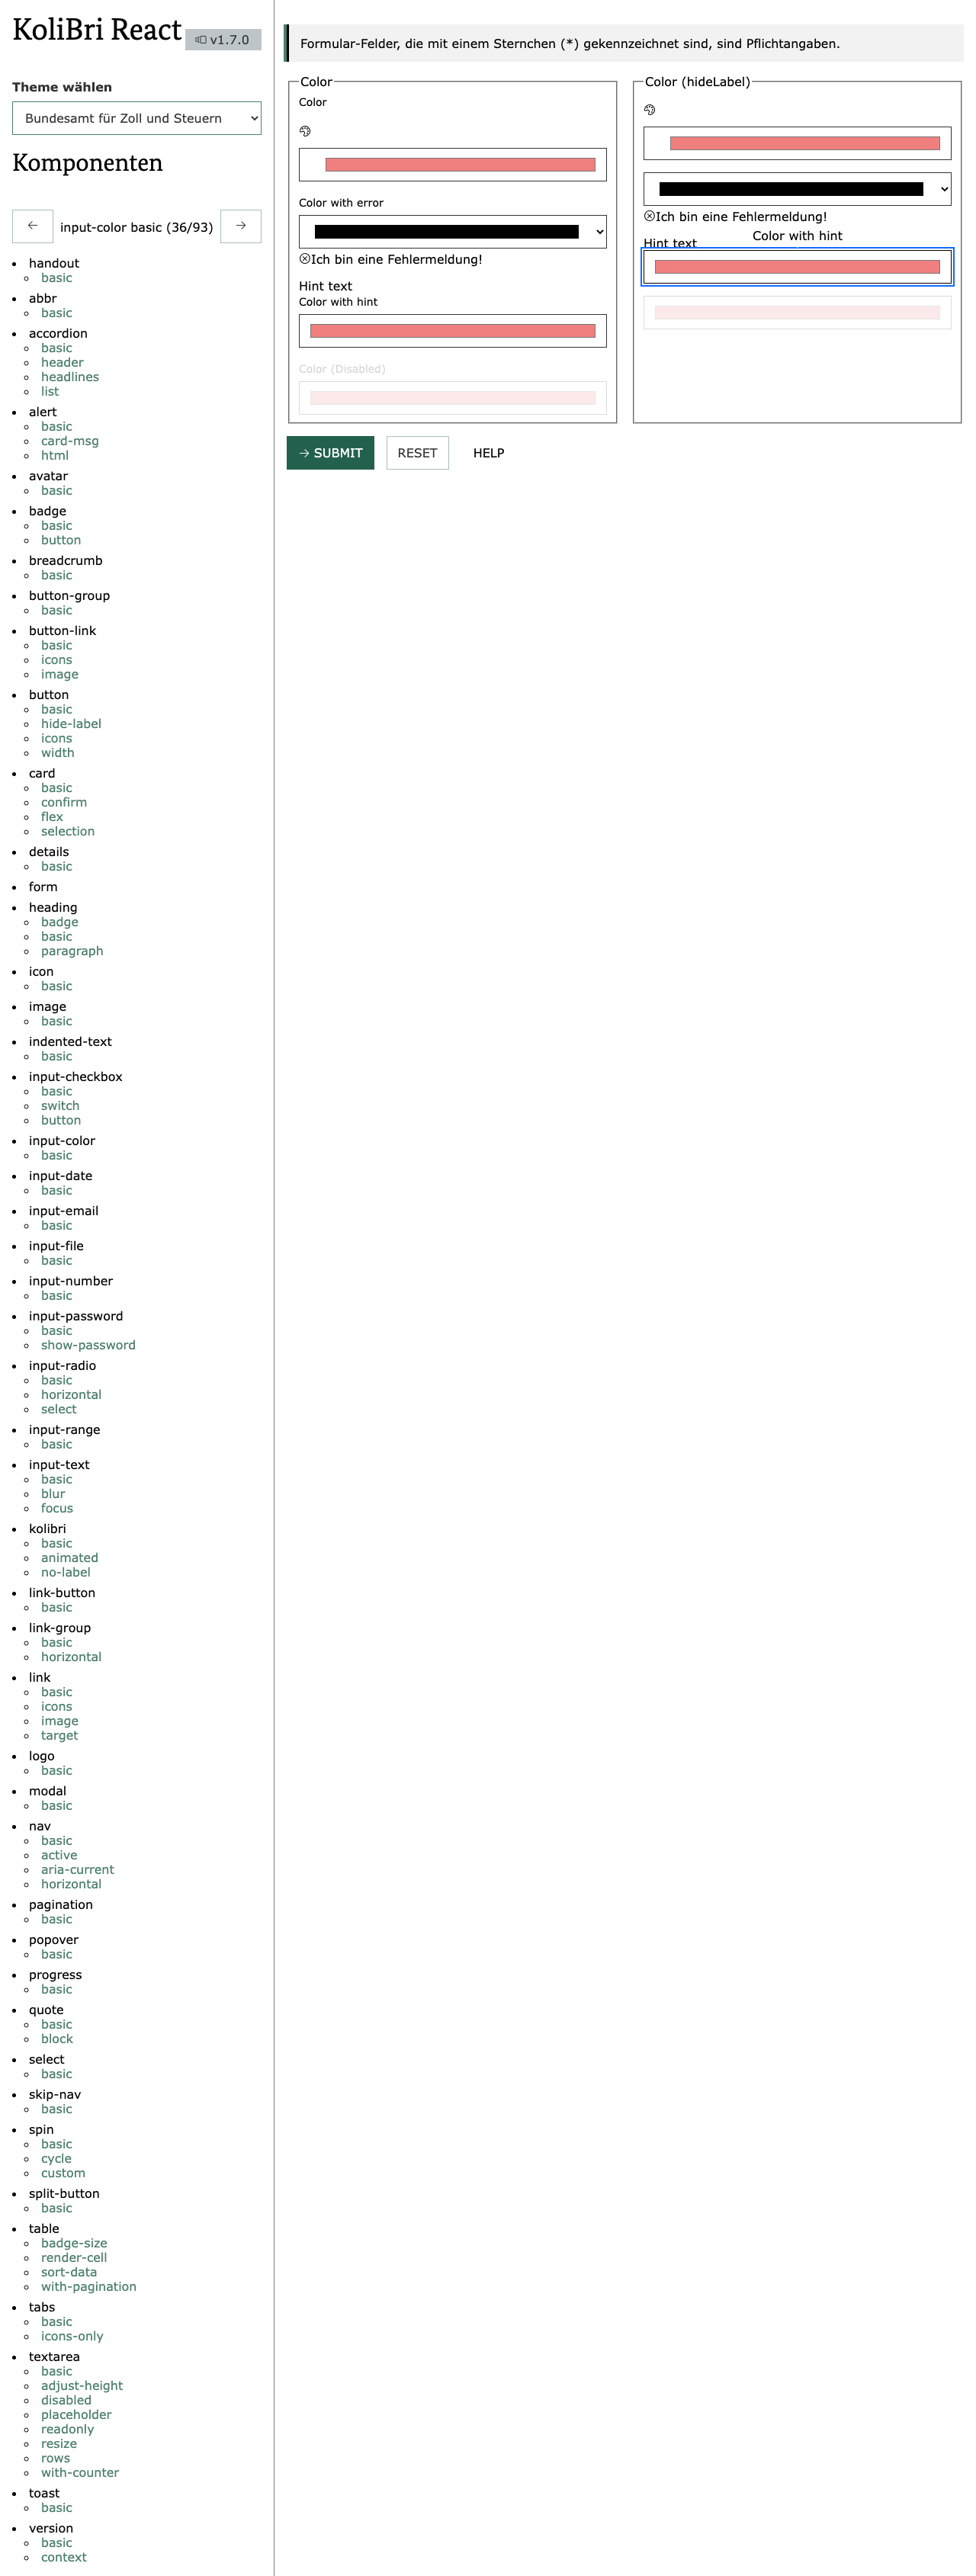 KoliBri React
v1.7.0
Theme wählen
Bundesamt für Zoll und Steuern
Komponenten
← input-color basic (36/93) →
handout
basic
abbr
basic
accordion
basic
header
headlines
list
alert
basic
card-msg
html
avatar
basic
badge
basic
button
breadcrumb
basic
button-group
basic
button-link
basic
icons
image
button
basic
hide-label
icons
width
card
basic
confirm
flex
selection
details
basic
form
heading
badge
basic
paragraph
icon
basic
image
basic
indented-text
basic
input-checkbox
basic
switch
button
input-color
basic
input-date
basic
input-email
basic
input-file
basic
input-number
basic
input-password
basic
show-password
input-radio
basic
horizontal
select
input-range
basic
input-text
basic
blur
focus
kolibri
basic
animated
no-label
link-button
basic
link-group
basic
horizontal
link
basic
icons
image
target
logo
basic
modal
basic
nav
basic
active
aria-current
horizontal
pagination
basic
popover
basic
progress
basic
quote
basic
block
select
basic
skip-nav
basic
spin
basic
cycle
custom
split-button
basic
table
badge-size
render-cell
sort-data
with-pagination
tabs
basic
icons-only
textarea
basic
adjust-height
disabled
placeholder
readonly
resize
rows
with-counter
toast
basic
version
basic
context
Formular-Felder, die mit einem Sternchen (*) gekennzeichnet sind, sind Pflichtangaben.
Color
Color
Color with error
Ich bin eine Fehlermeldung!
Hint text
Color with hint
Color (Disabled)
Color (hideLabel)
Ich bin eine Fehlermeldung!
Color with hint
Hint text
→ SUBMIT
RESET
HELP